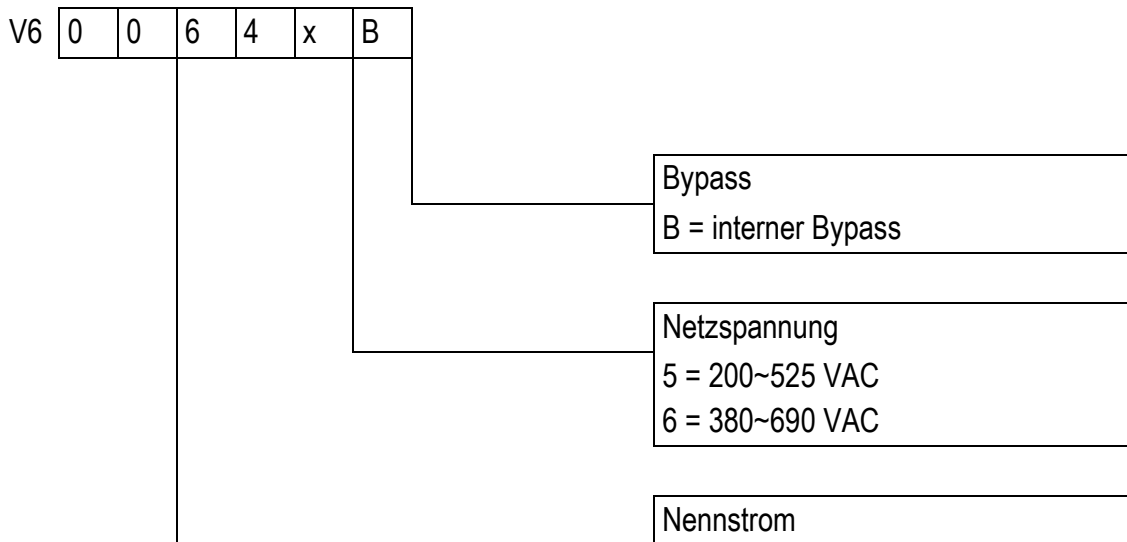 V6 0 0 6 4 x B
Bypass
B = interner Bypass
Netzspannung
5 = 200~525 VAC
6 = 380~690 VAC
Nennstrom